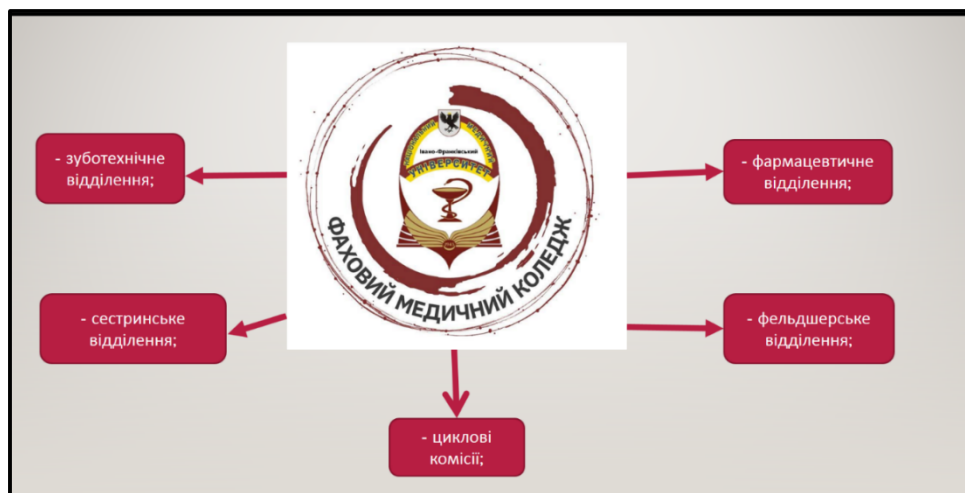 - зуботехнічне
відділення;
- сестринське
відділення;
Івано-Франківський
УНІВЕРСИТЕТ
ФАХОВИЙ МЕДИЧНИЙ КОЛЕДЖ
- циклові
комісії;
- фармацевтичне
відділення;
- фельдшерське
відділення;